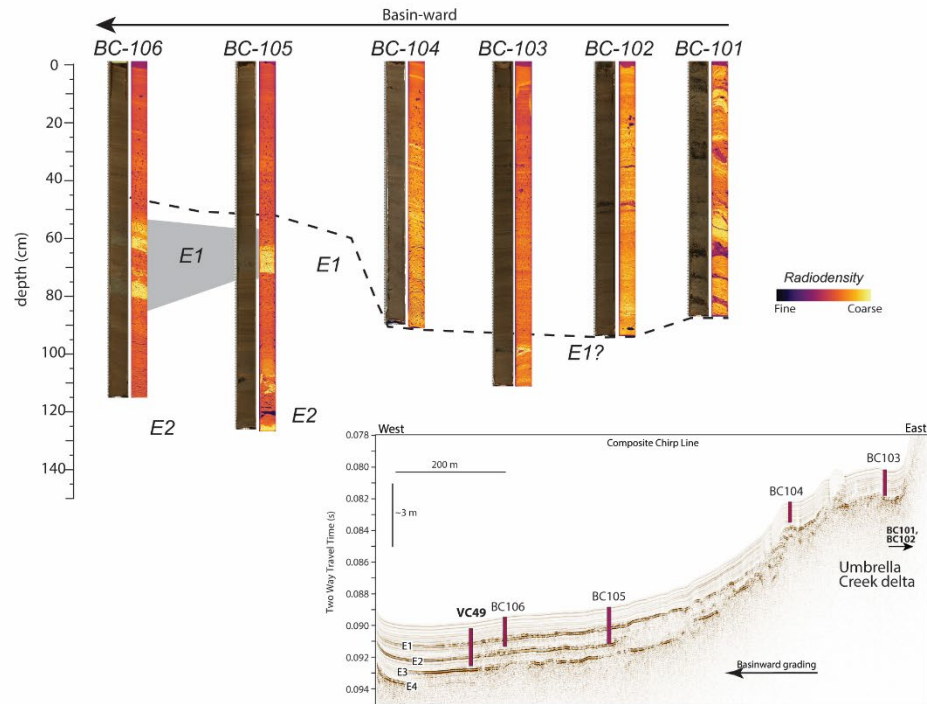 Basin-ward
BC-106 BC-105 BC-104 BC-103 BC-102 BC-101
0
20
40
60
80
100
120
140
depth (cm)
E1
E1
E1?
E2
E2
Radiodensity
Fine Coarse
West East
Composite Chirp Line
0.078
0.080
0.082
0.084
0.086
0.088
0.090
0.092
0.094
Two Way Travel Time (s)
200 m
~3 m
BC103
BC104
BC101,
BC102
Umbrella
Creek delta
BC105
BC106
VC49
E1
E2
E3
E4
Basinward grading